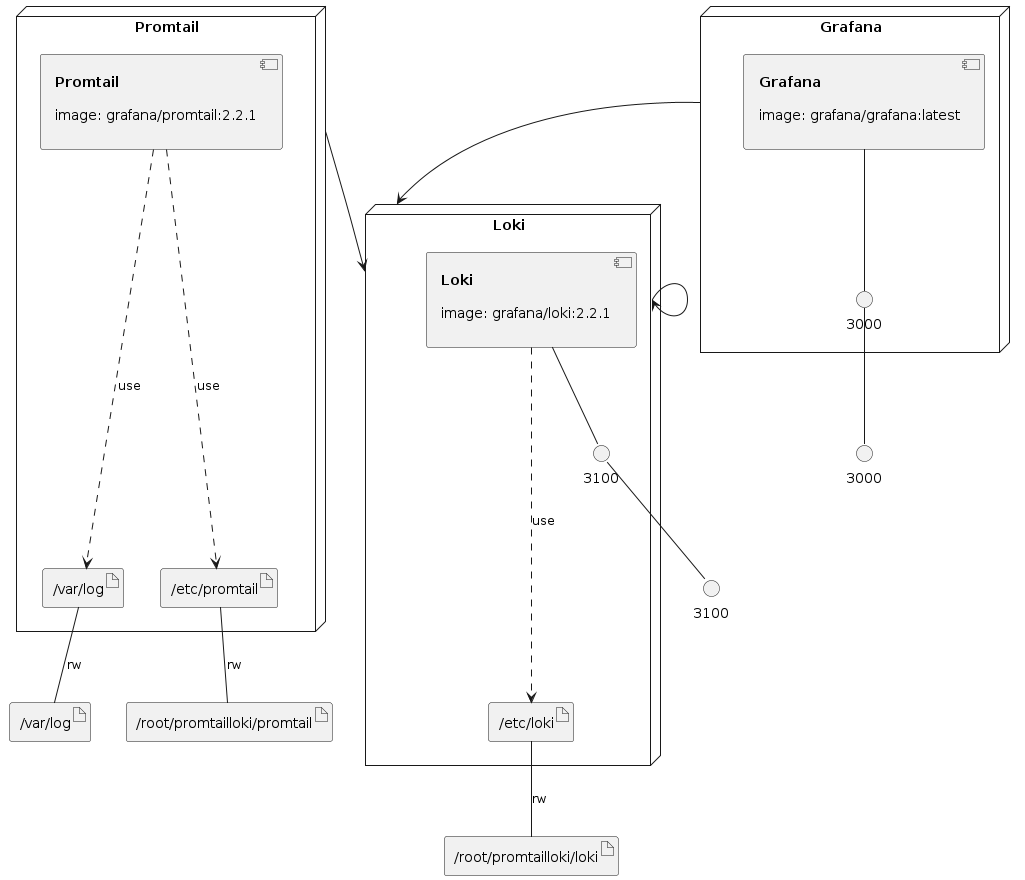 Promtail
Promtail
image: grafana/promtail:2.2.1
use
use
/var/log
/etc/promtail
rw
rw
/var/log
/root/promtailloki/promtail
Loki
Loki
image: grafana/loki:2.2.1
3100
use
3100
/etc/loki
rw
/root/promtailloki/loki
Grafana
Grafana
image: grafana/grafana:latest
3000
3000